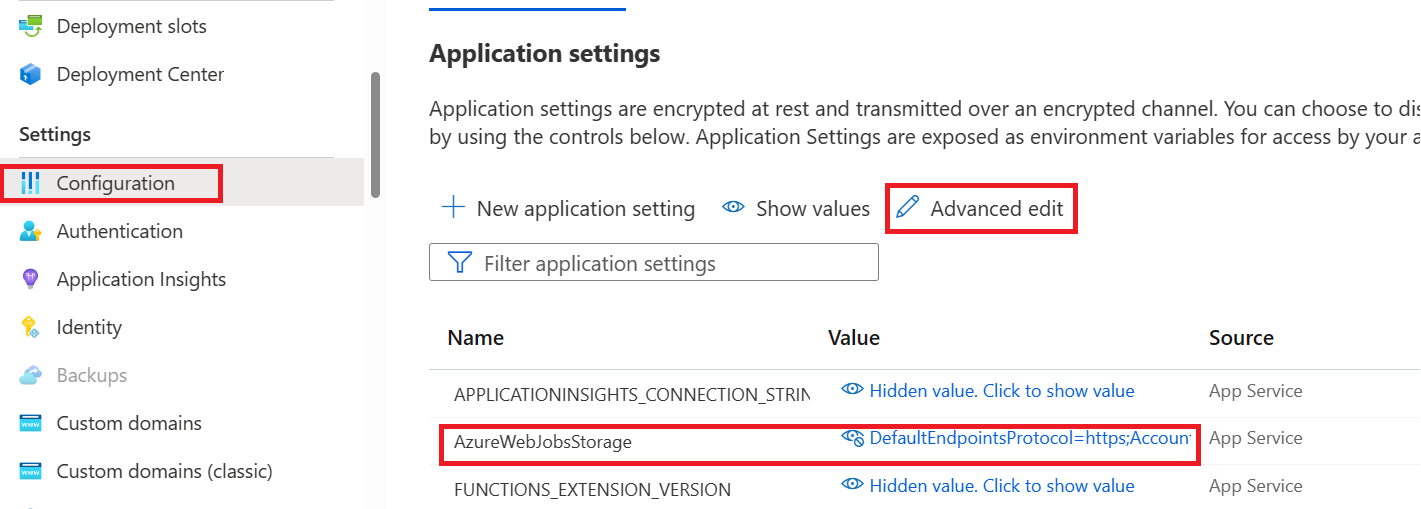 Deployment slots
Deployment Center
Settings
Configuration
Authentication
Application Insights
Identity
Backups
Custom domains
Custom domains (classic)
Application settings
Application settings are encrypted at rest and transmitted over an encrypted channel. You can choose to dis
by using the controls below. Application Settings are exposed as environment variables for access by your a
New application setting Show values Advanced edit
Filter application settings
Name Value Source
APPLICATIONINSIGHTS_CONNECTION_STRIN Hidden value. Click to show value App Service
AzureWebJobsStorage DefaultEndpointsProtocol=https;Accoun App Service
FUNCTIONS_EXTENSION_VERSION Hidden value. Click to show value App Service